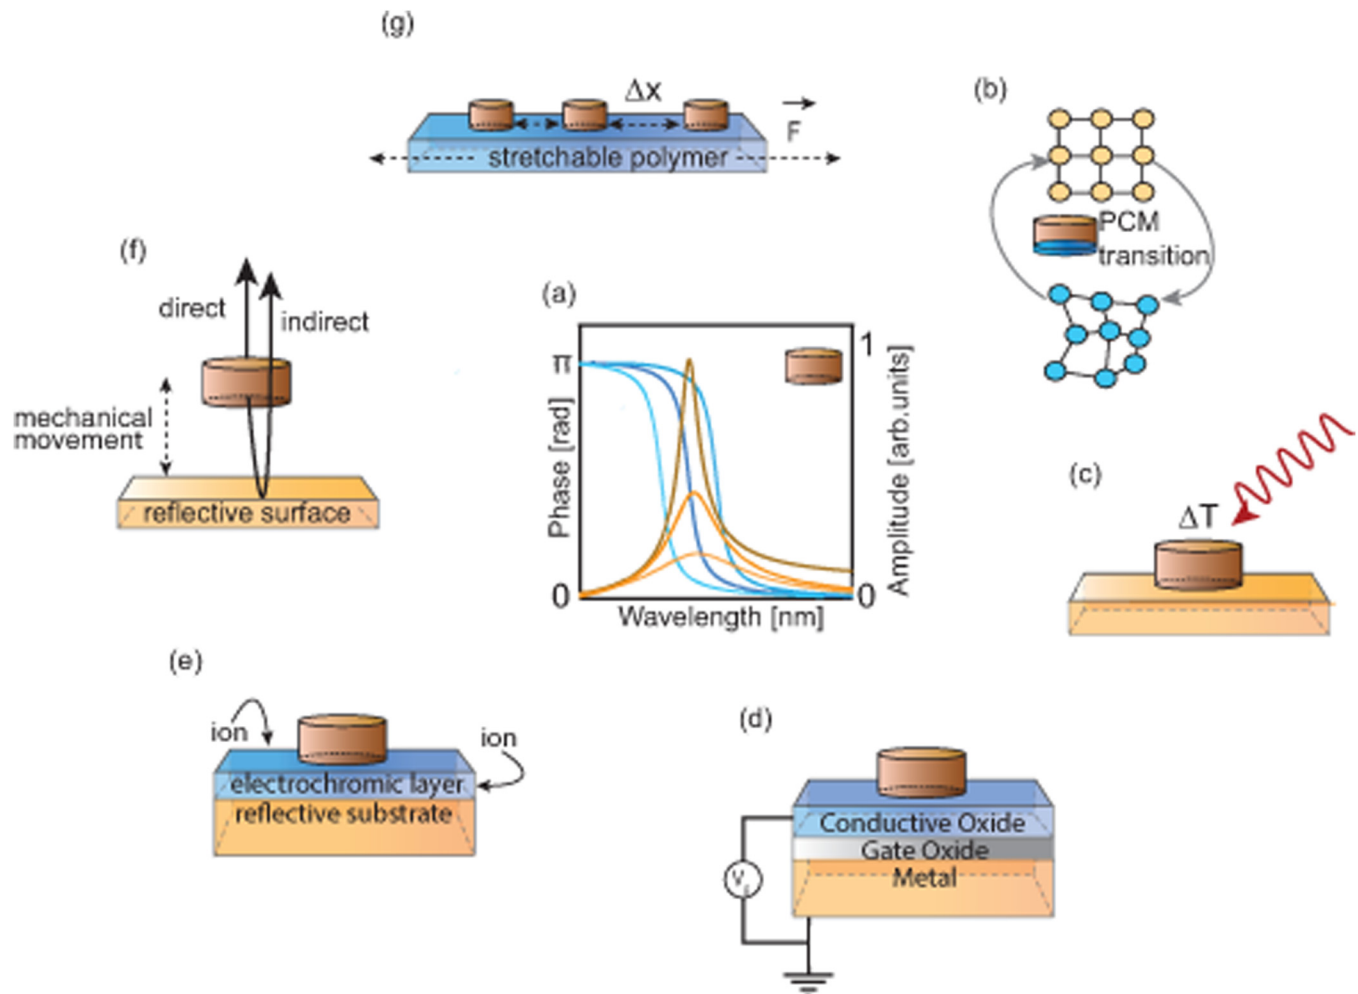 (g)
Δx
F
stretchable polymer
(b)
PCM
transition
(f)
direct
indirect
mechanical
movement
reflective surface
(a)
π
1
Phase [rad]
Amplitude [arb.units]
0
0
Wavelength [nm]
(c)
ΔT
(e)
ion
ion
electrochromic layer
reflective substrate
(d)
Conductive Oxide
Gate Oxide
Metal